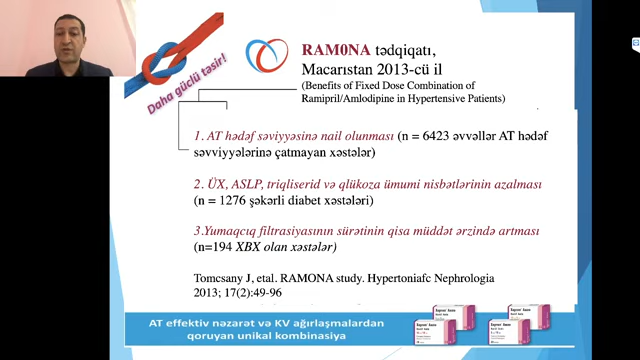 Daha güclü təsir!
RAM0NA tədqiqatı,
Macarıstan 2013-cü il
(Benefits of Fixed Dose Combination of
Ramipril/Amlodipine in Hypertensive Patients)
1. AT hədəf səviyyəsinə nail olunması (n = 6423 əvvəllər AT hədəf
səvviyyələrinə çatmayan xəstələr)
2. ÜX, ASLP, triqliserid və qlükoza ümumi nisbətlərinin azalması
(n = 1276 şəkərli diabet xəstələri)
3.Yumaqcıq filtrasiyasının sürətinin qisa müddət ərzində artması
(n=194 XBX olan xəstələr)
Tomcsany J, etal. RAMONA study. Hypertoniafc Nephrologia
2013; 17(2):49-96
AT effektiv nəzarət və KV ağırlaşmalardan
qoruyan unikal kombinasiya